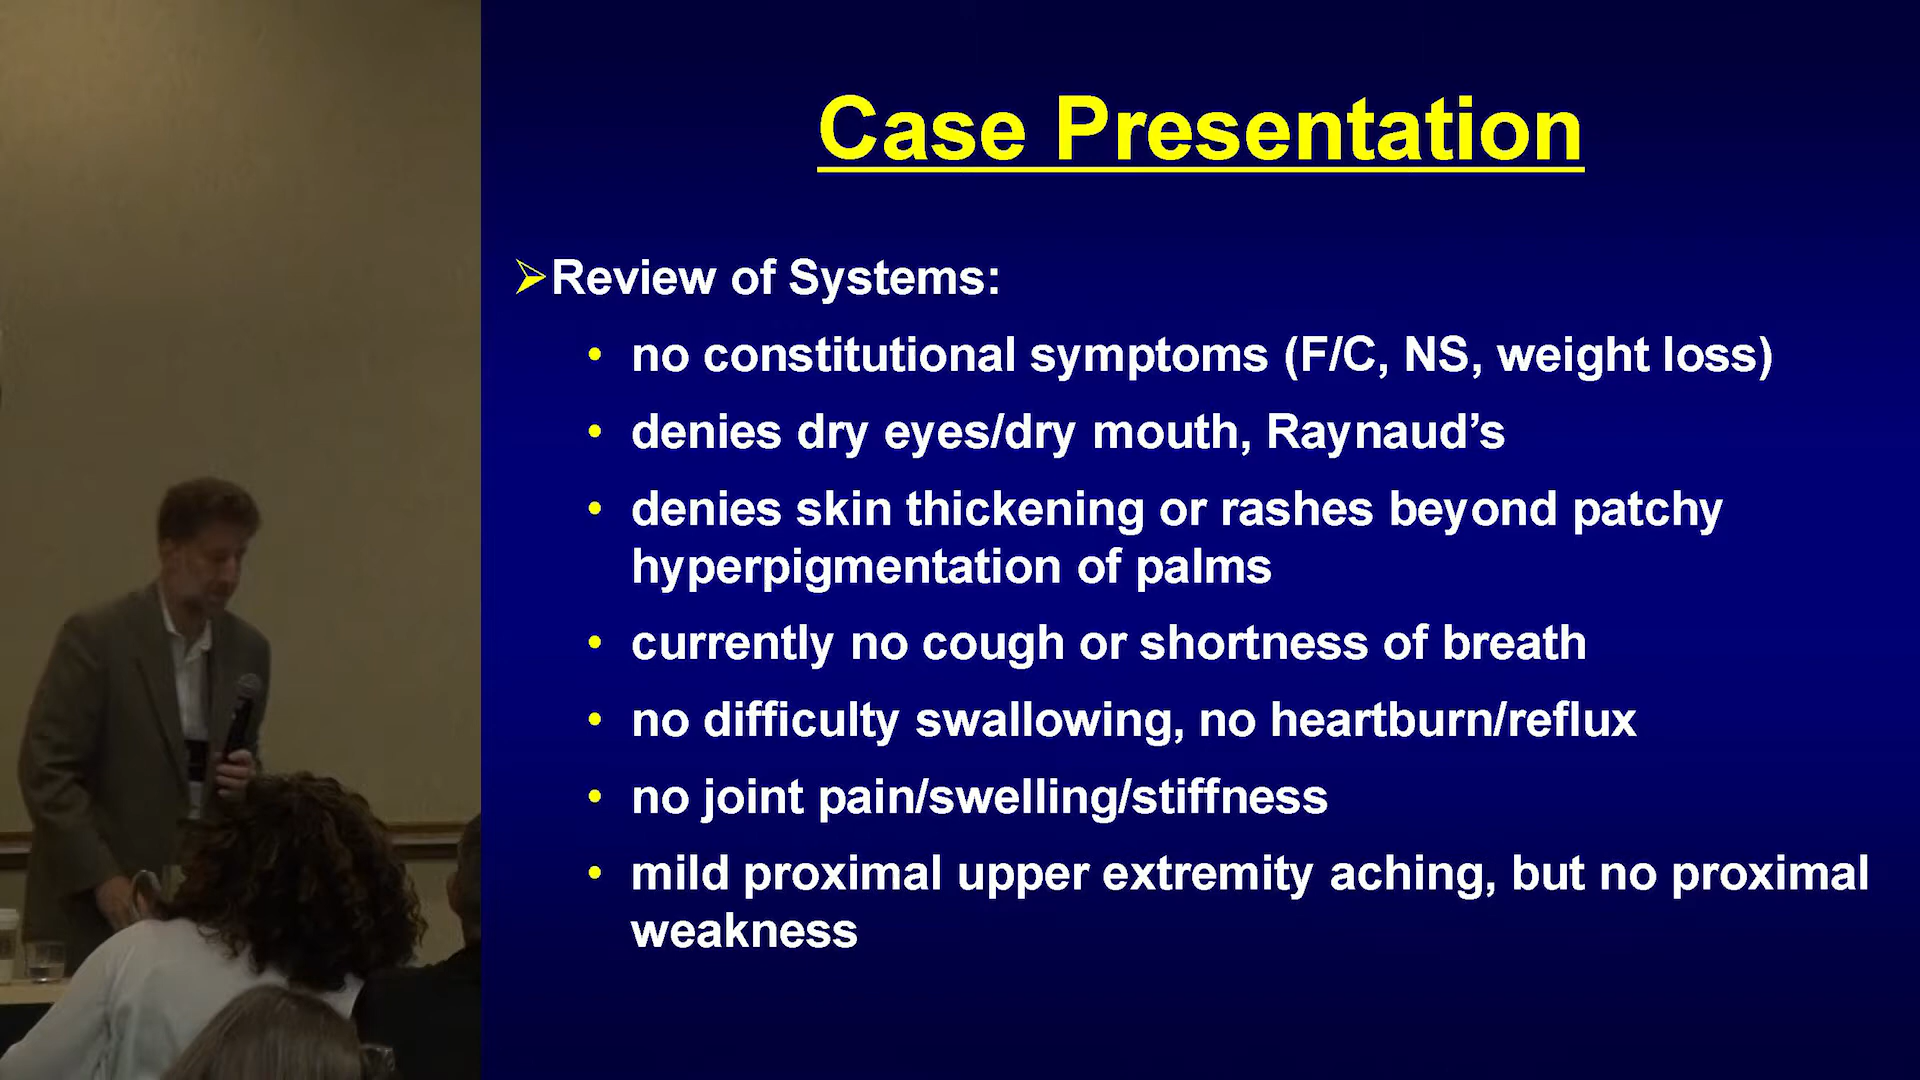 Case Presentation
➢Review of Systems:
• no constitutional symptoms (F/C, NS, weight loss)
• denies dry eyes/dry mouth, Raynaud’s
• denies skin thickening or rashes beyond patchy
hyperpigmentation of palms
• currently no cough or shortness of breath
• no difficulty swallowing, no heartburn/reflux
• no joint pain/swelling/stiffness
• mild proximal upper extremity aching, but no proximal
weakness